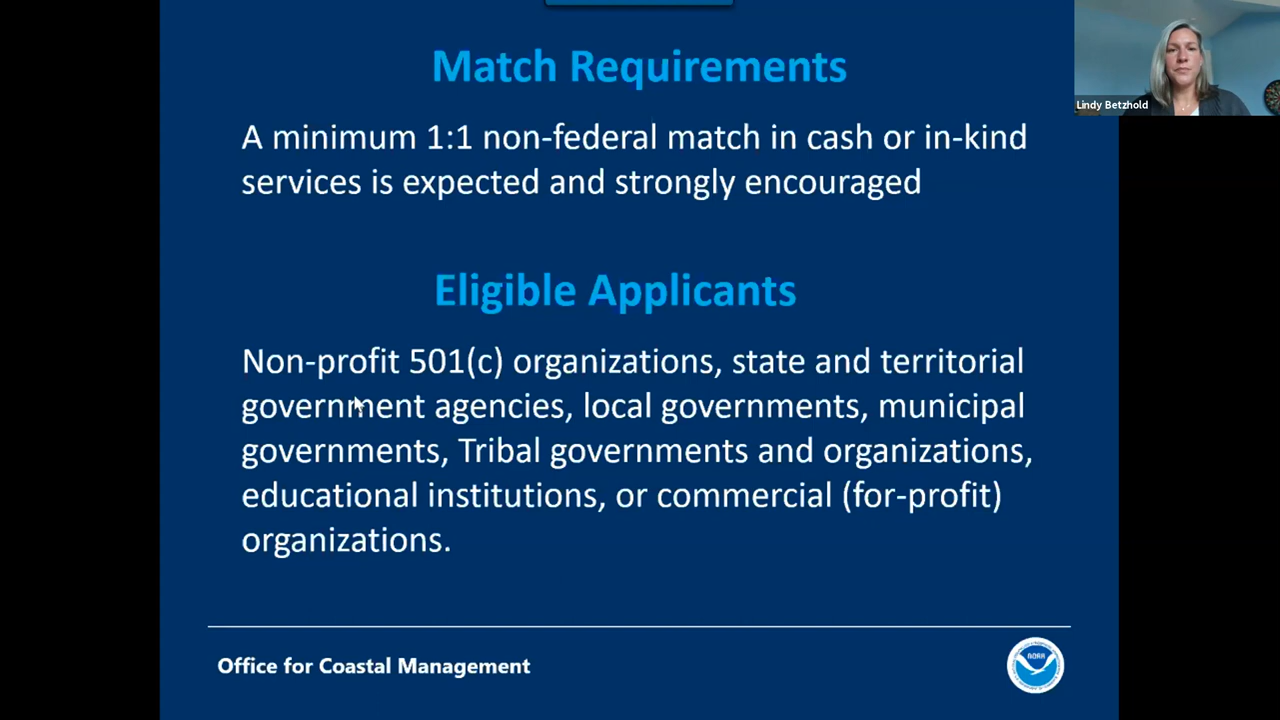 Match Requirements
Lindy Betzhold
A minimum 1:1 non-federal match in cash or in-kind
services is expected and strongly encouraged
Eligible Applicants
Non-profit 501(c) organizations, state and territorial
government agencies, local governments, municipal
governments, Tribal governments and organizations,
educational institutions, or commercial (for-profit)
organizations.
Office for Coastal Management
NOAA